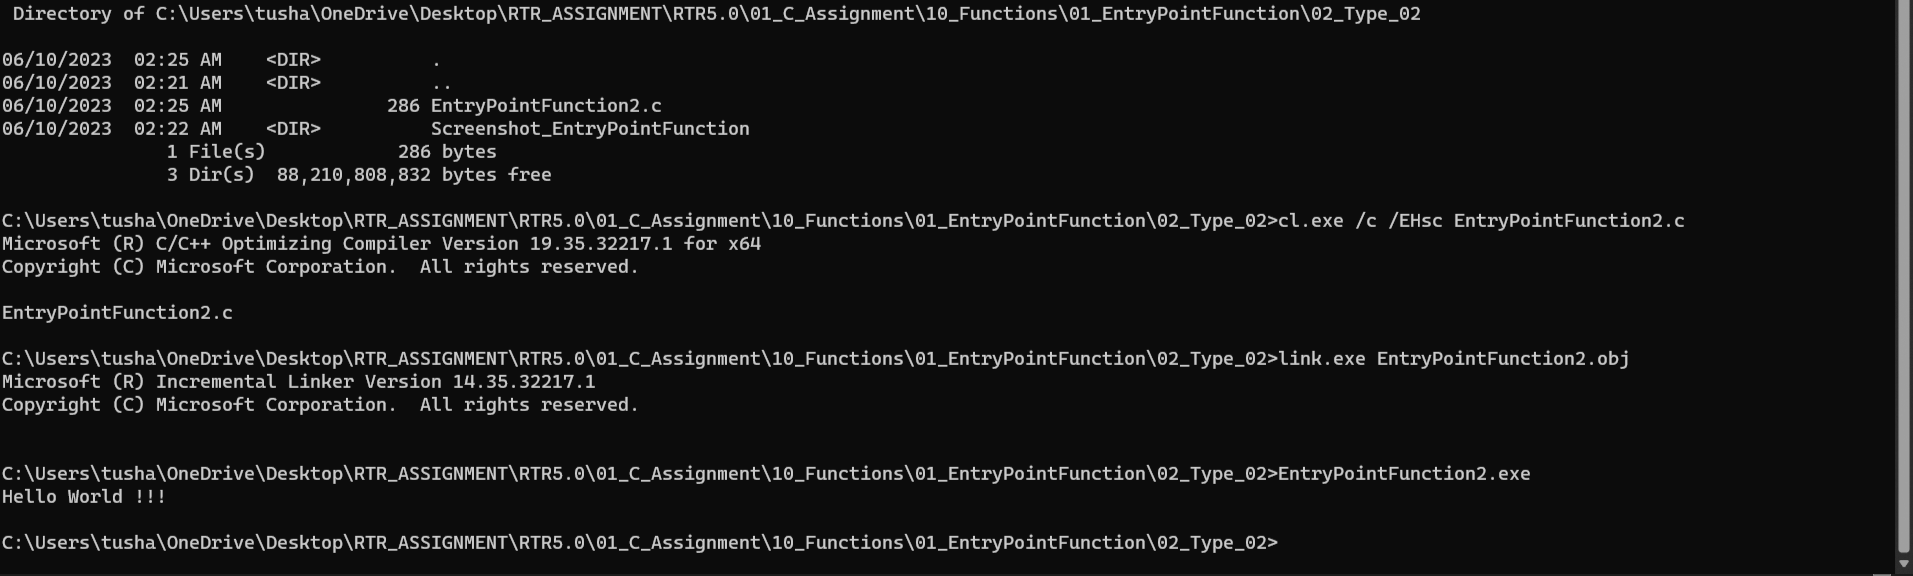 Directory of C:\Users\tusha\OneDrive\Desktop\RTR_ASSIGNMENT\RTR5.0\01_C_Assignment\10_Functions\01_EntryPointFunction\02_Type_02
06/10/2023  02:25 AM    <DIR>          .
06/10/2023  02:21 AM    <DIR>          ..
06/10/2023  02:25 AM               286 EntryPointFunction2.c
06/10/2023  02:22 AM    <DIR>          Screenshot_EntryPointFunction
               1 File(s)            286 bytes
               3 Dir(s)  88,210,808,832 bytes free
C:\Users\tusha\OneDrive\Desktop\RTR_ASSIGNMENT\RTR5.0\01_C_Assignment\10_Functions\01_EntryPointFunction\02_Type_02>cl.exe /c /EHsc EntryPointFunction2.c
Microsoft (R) C/C++ Optimizing Compiler Version 19.35.32217.1 for x64
Copyright (C) Microsoft Corporation.  All rights reserved.
EntryPointFunction2.c
C:\Users\tusha\OneDrive\Desktop\RTR_ASSIGNMENT\RTR5.0\01_C_Assignment\10_Functions\01_EntryPointFunction\02_Type_02>link.exe EntryPointFunction2.obj
Microsoft (R) Incremental Linker Version 14.35.32217.1
Copyright (C) Microsoft Corporation.  All rights reserved.
C:\Users\tusha\OneDrive\Desktop\RTR_ASSIGNMENT\RTR5.0\01_C_Assignment\10_Functions\01_EntryPointFunction\02_Type_02>EntryPointFunction2.exe
Hello World !!!
C:\Users\tusha\OneDrive\Desktop\RTR_ASSIGNMENT\RTR5.0\01_C_Assignment\10_Functions\01_EntryPointFunction\02_Type_02>